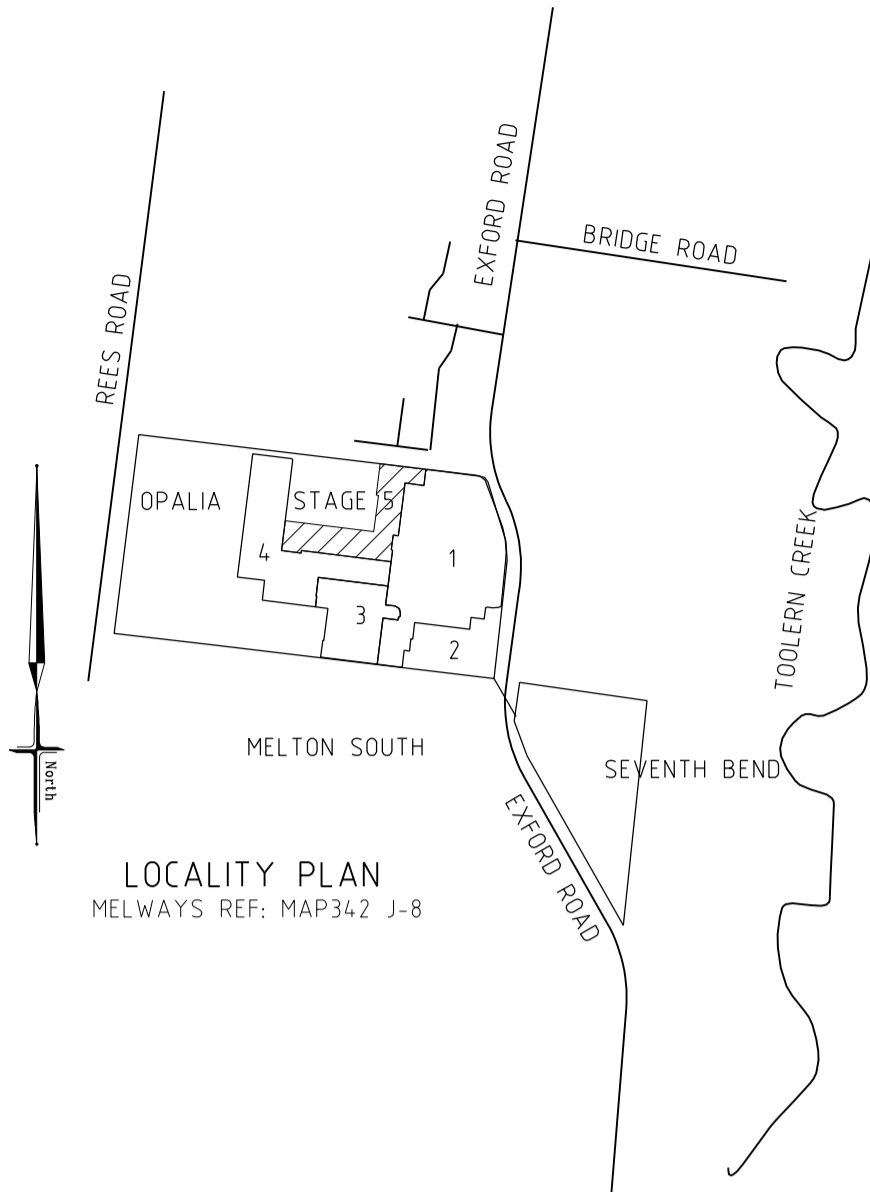 EXFORD ROAD
BRIDGE ROAD
REES ROAD
OPALIA
STAGE 5
4
1
3
2
TOOLERN CREEK
MELTON SOUTH
SEVENTH BEND
North
EXFORD ROAD
LOCALITY PLAN
MELWAYS REF: MAP342 J-8